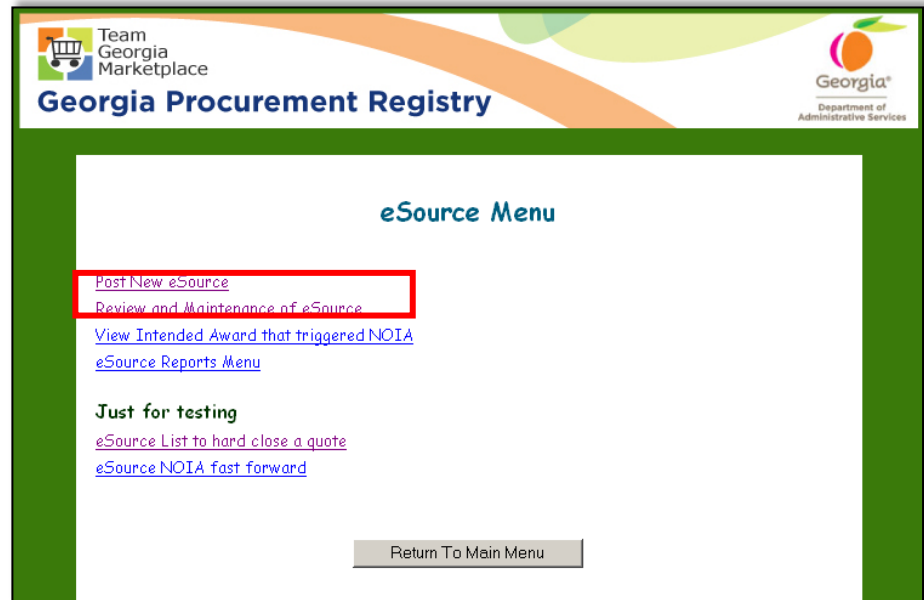 Team
Georgia
Marketplace
Georgia Procurement Registry
Georgia®
Department of
Administrative Services
eSource Menu
Post New eSource
Review and Maintenance of eSource
View Intended Award that triggered NOIA
eSource Reports Menu
Just for testing
eSource List to hard close a quote
eSource NOIA fast forward
Return To Main Menu